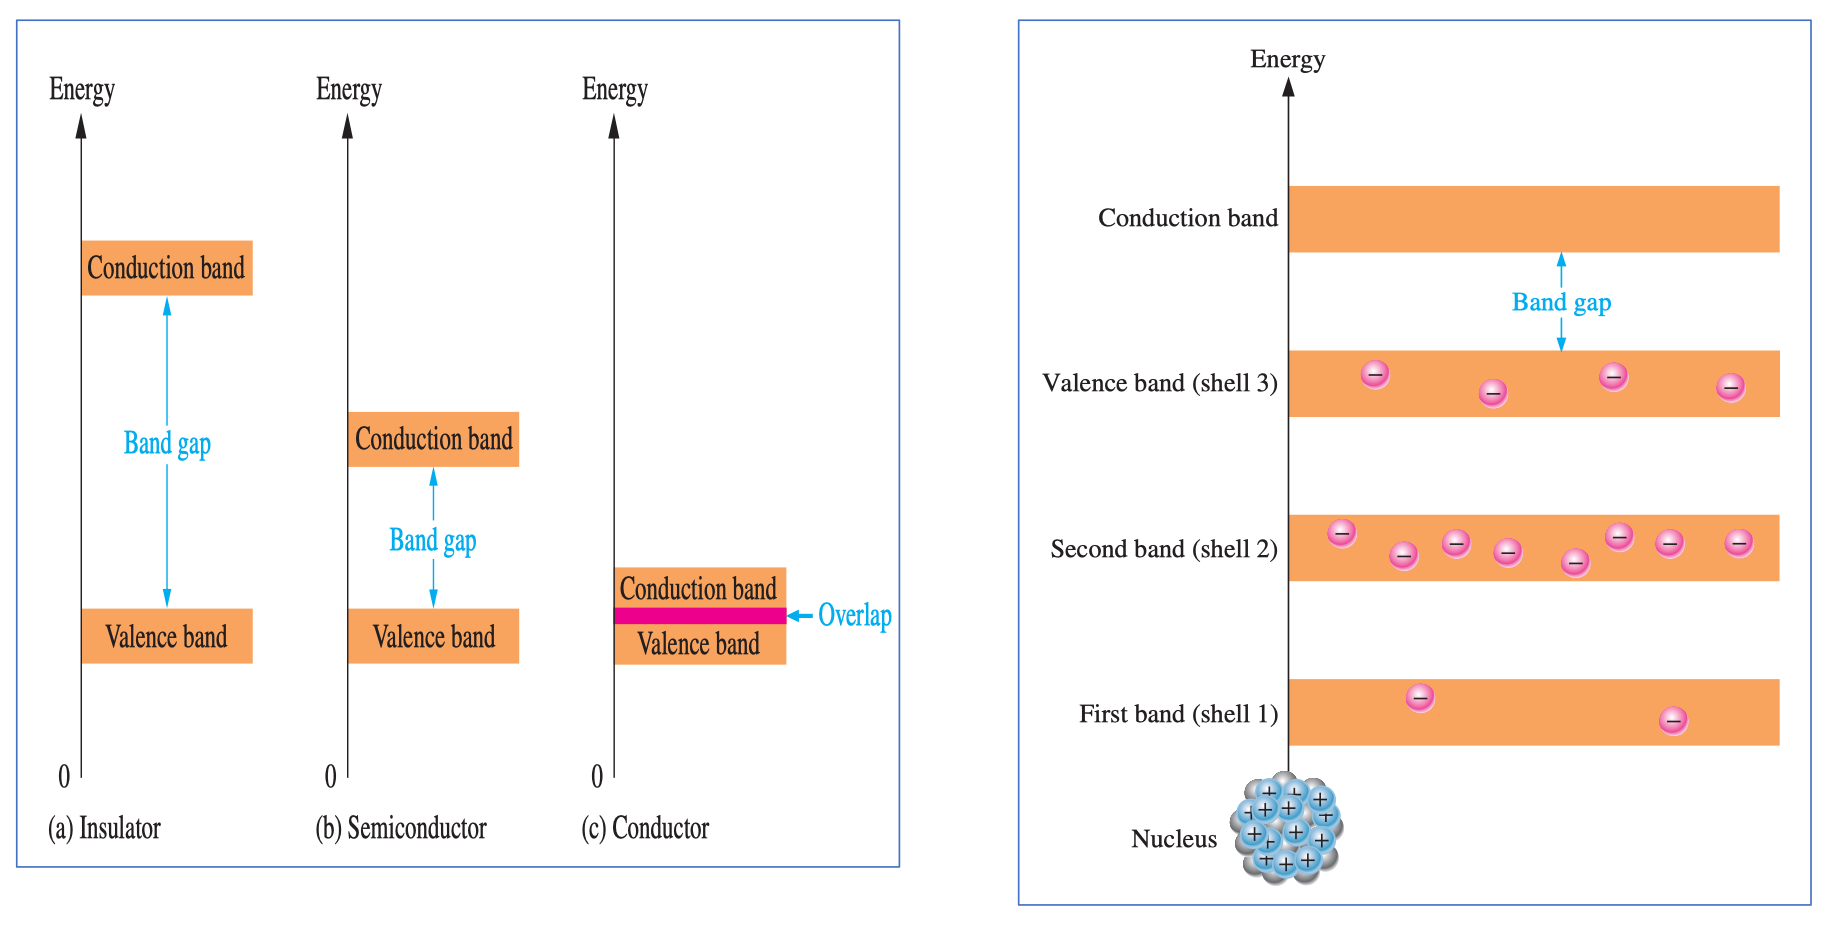 Energy
Energy
Energy
Conduction band
Band gap
Valence band
Conduction band
Band gap
Valence band
Conduction band
Overlap
Valence band
0
0
0
(a) Insulator
(b) Semiconductor
(c) Conductor
Energy
Conduction band
Band gap
Valence band (shell 3)
− − − −
Second band (shell 2)
− − − − − − − −
First band (shell 1)
− −
Nucleus
+ + + + + + + + + + + + + +